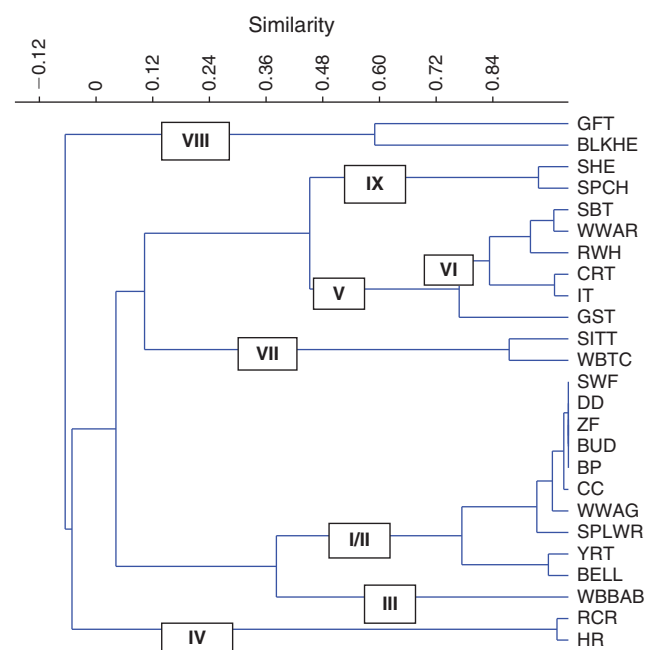 Similarity
−0.12 0 0.12 0.24 0.36 0.48 0.60 0.72 0.84
GFT
VIII
BLKHE
SHE
IX
SPCH
SBT
WWAR
RWH
VI
CRT
V
IT
GST
SITT
VII
WBTC
SWF
DD
ZF
BUD
BP
CC
WWAG
SPLWR
I/II
YRT
BELL
WBBAB
III
RCR
IV
HR